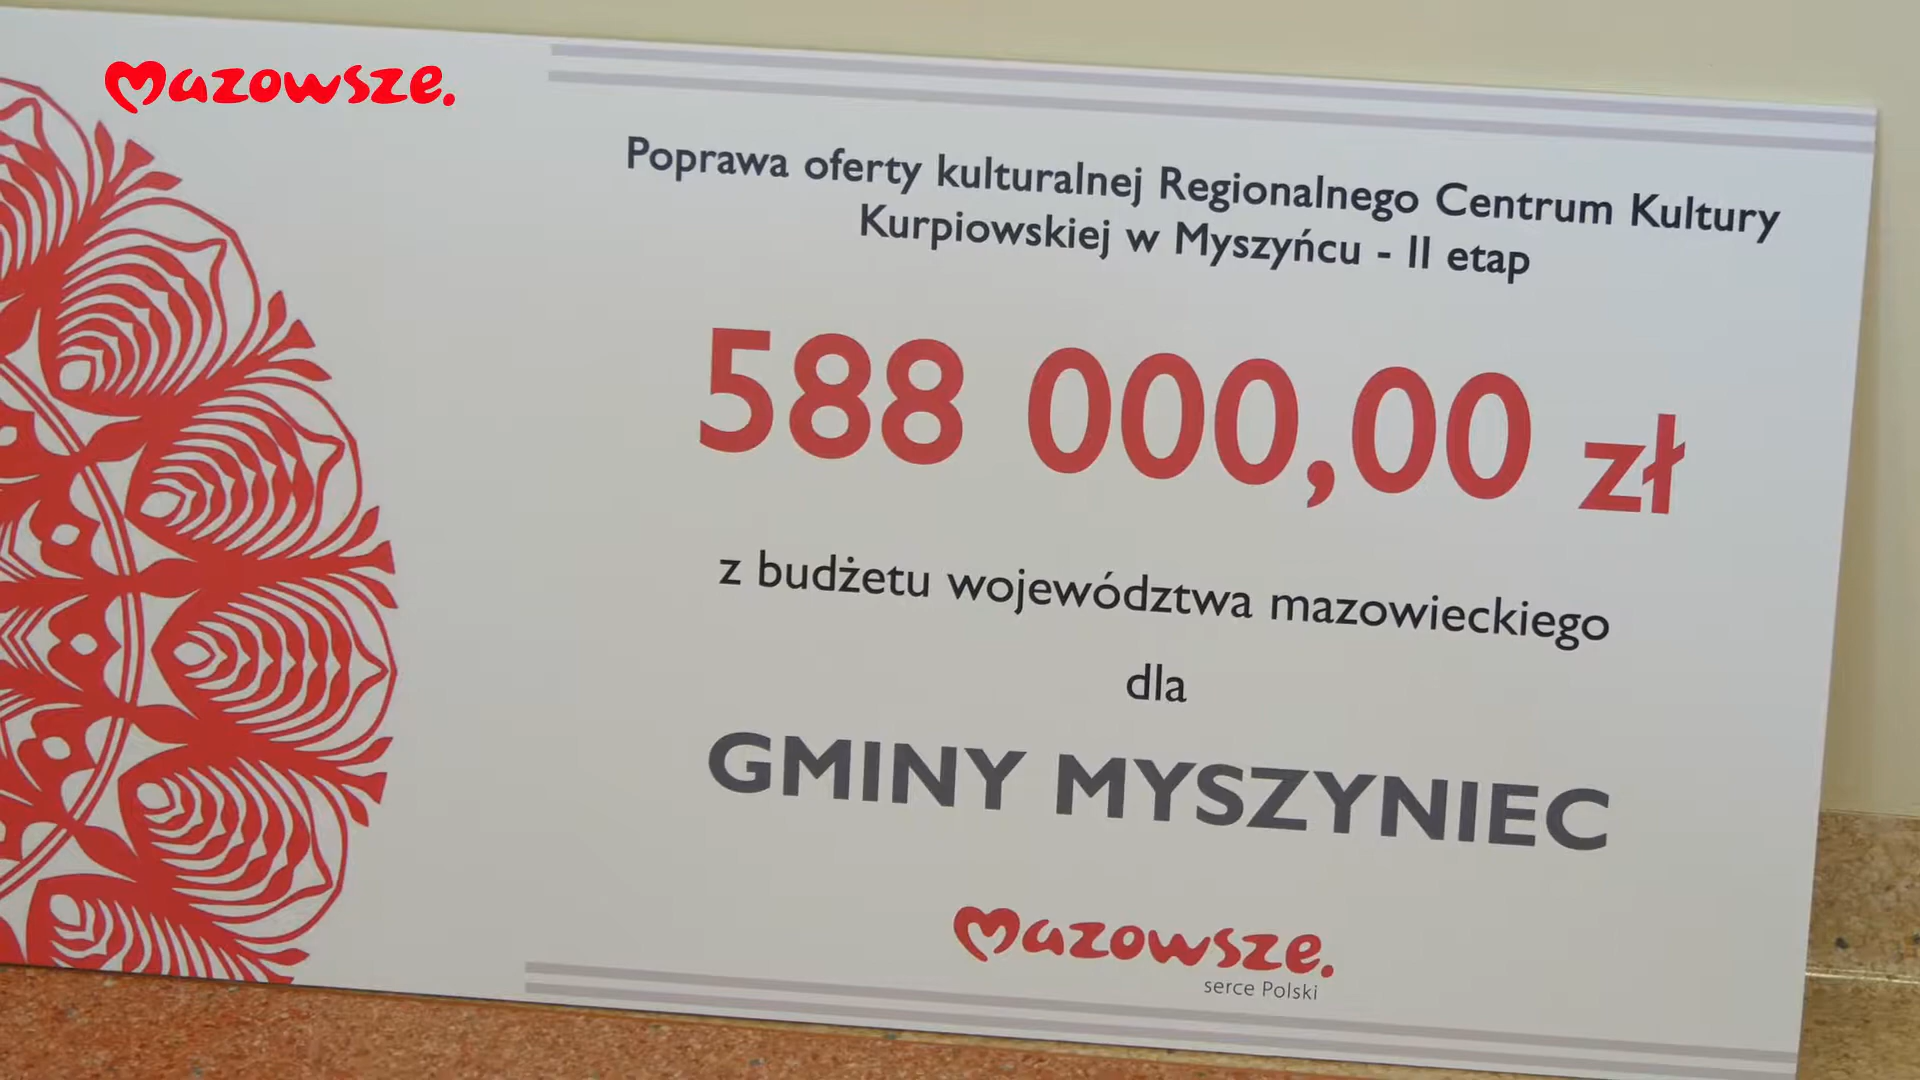 mazowsze.
Poprawa oferty kulturalnej Regionalnego Centrum Kultury
Kurpiowskiej w Myszyńcu - II etap
588 000,00 zł
z budżetu województwa mazowieckiego
dla
GMINY MYSZYNIEC
mazowsze.
serce Polski